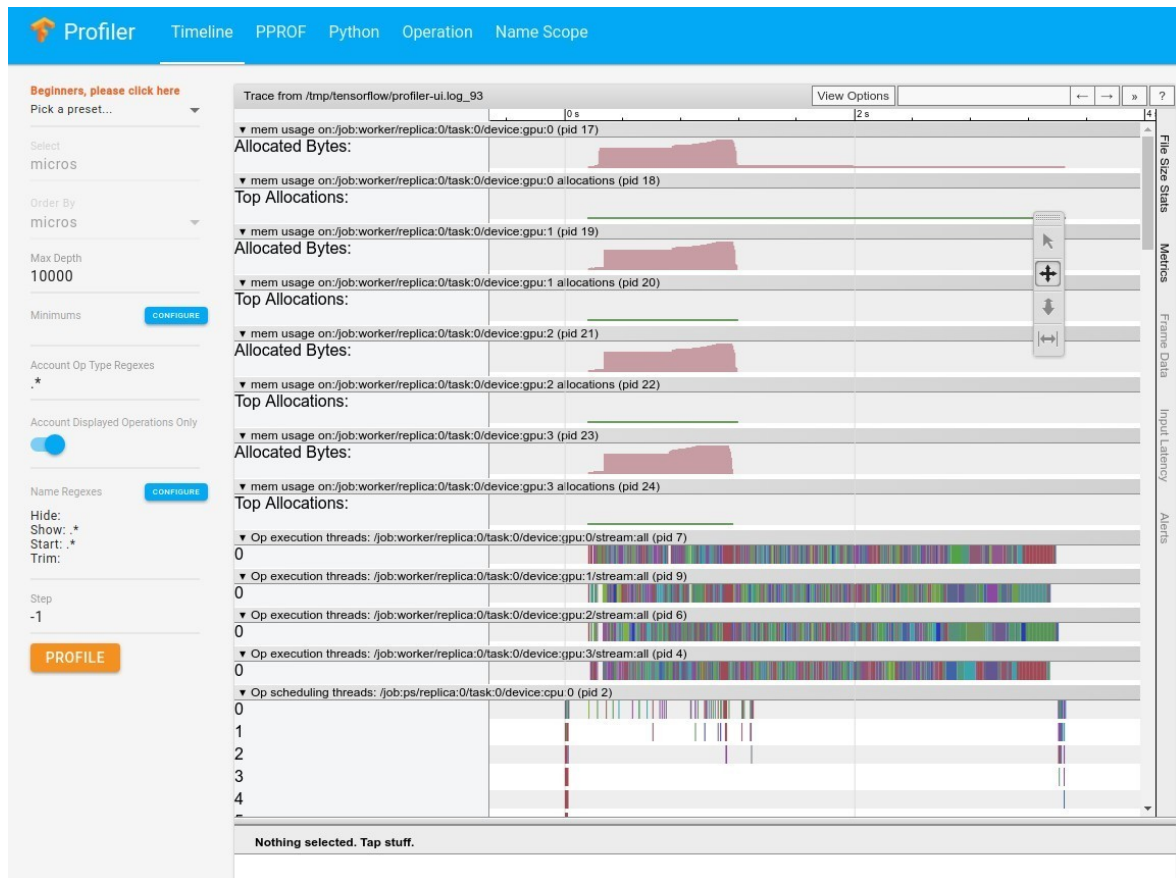 Profiler Timeline PPROF Python Operation Name Scope
Beginners, please click here
Pick a preset...
Select
micros
Order By
micros
Max Depth
10000
Minimums CONFIGURE
Account Op Type Regexes
.*
Account Displayed Operations Only
Name Regexes CONFIGURE
Hide:
Show: .*
Start: .*
Trim:
Step
-1
PROFILE
Trace from /tmp/tensorflow/profiler-ui.log_93 View Options ← → » ?
0 s 2 s 4
▼ mem usage on:/job:worker/replica:0/task:0/device:gpu:0 (pid 17)
Allocated Bytes:
▼ mem usage on:/job:worker/replica:0/task:0/device:gpu:0 allocations (pid 18)
Top Allocations:
▼ mem usage on:/job:worker/replica:0/task:0/device:gpu:1 (pid 19)
Allocated Bytes:
▼ mem usage on:/job:worker/replica:0/task:0/device:gpu:1 allocations (pid 20)
Top Allocations:
▼ mem usage on:/job:worker/replica:0/task:0/device:gpu:2 (pid 21)
Allocated Bytes:
▼ mem usage on:/job:worker/replica:0/task:0/device:gpu:2 allocations (pid 22)
Top Allocations:
▼ mem usage on:/job:worker/replica:0/task:0/device:gpu:3 (pid 23)
Allocated Bytes:
▼ mem usage on:/job:worker/replica:0/task:0/device:gpu:3 allocations (pid 24)
Top Allocations:
▼ Op execution threads: /job:worker/replica:0/task:0/device:gpu:0/stream:all (pid 7)
0
▼ Op execution threads: /job:worker/replica:0/task:0/device:gpu:1/stream:all (pid 9)
0
▼ Op execution threads: /job:worker/replica:0/task:0/device:gpu:2/stream:all (pid 6)
0
▼ Op execution threads: /job:worker/replica:0/task:0/device:gpu:3/stream:all (pid 4)
0
▼ Op scheduling threads: /job:ps/replica:0/task:0/device:cpu:0 (pid 2)
0
1
2
3
4
Nothing selected. Tap stuff.
File Size Stats
Metrics
Frame Data
Input Latency
Alerts